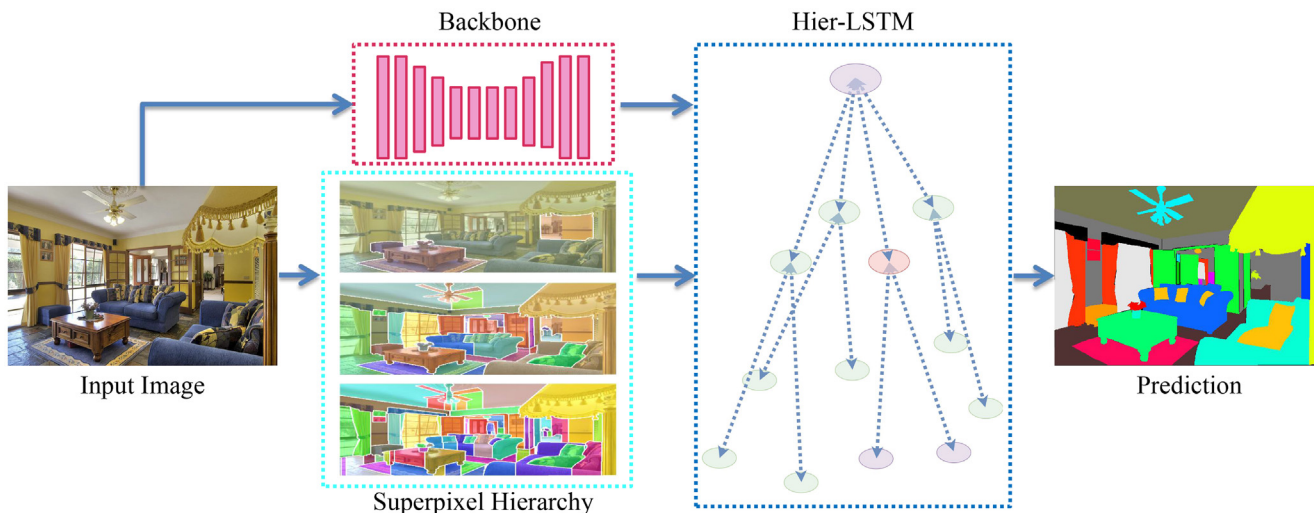 Backbone
Hier-LSTM
Input Image
Prediction
Superpixel Hierarchy